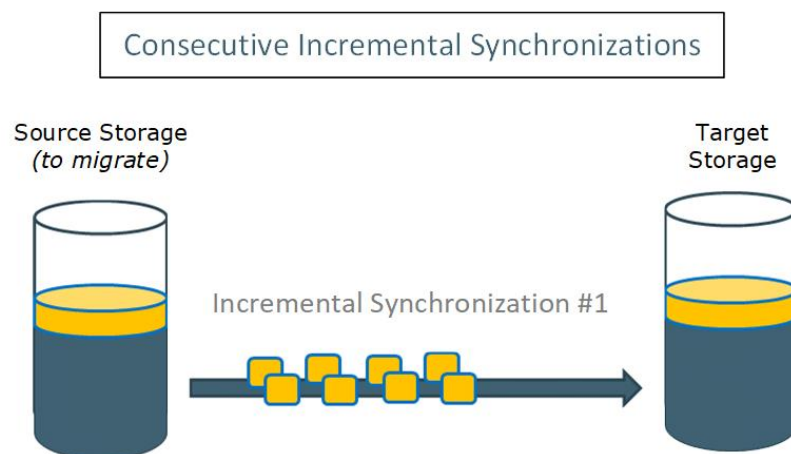 Consecutive Incremental Synchronizations
Source Storage
(to migrate)
Target
Storage
Incremental Synchronization #1